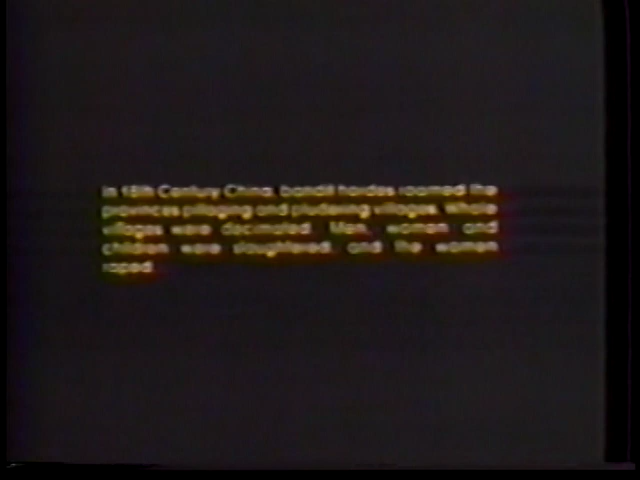 In 18th Century China, bandit hordes roamed the
provinces pillaging and pludering villages. Whole
villages were decimated. Men, women and
children were slaughtered, and the women
raped.